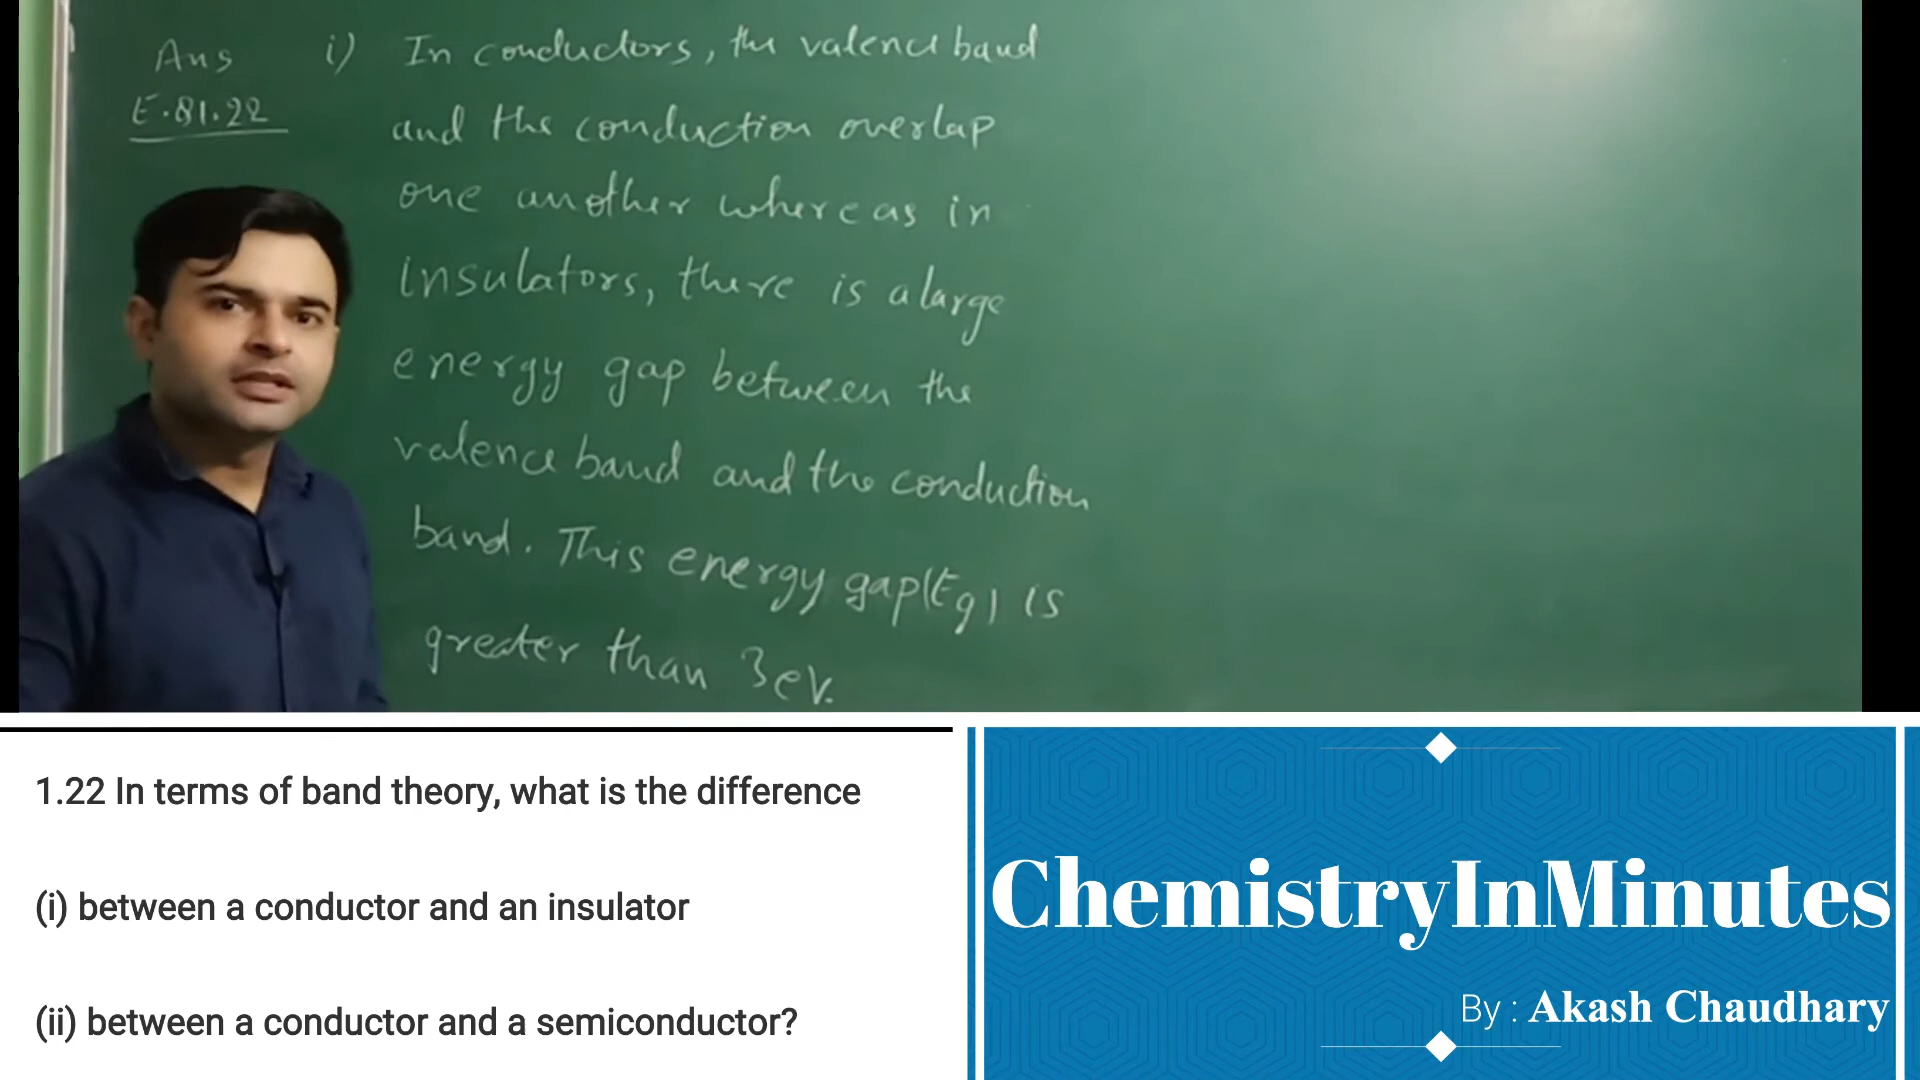 Ans
E.Q1.22
i) In conductors, the valence band
and the conduction overlap
one another whereas in
insulators, there is a large
energy gap between the
valence band and the conduction
band. This energy gap(Eg) is
greater than 3eV.
1.22 In terms of band theory, what is the difference
(i) between a conductor and an insulator
(ii) between a conductor and a semiconductor?
ChemistryInMinutes
By : Akash Chaudhary